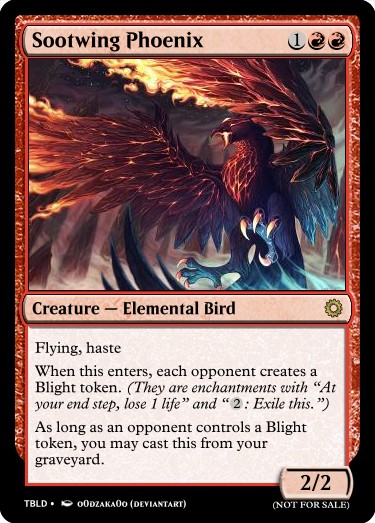 Sootwing Phoenix 1
Creature — Elemental Bird
Flying, haste
When this enters, each opponent creates a
Blight token. (They are enchantments with “At
your end step, lose 1 life” and “2: Exile this.”)
As long as an opponent controls a Blight
token, you may cast this from your
graveyard.
2/2
TBLD • o0Dzaka0o (deviantart)
(NOT FOR SALE)